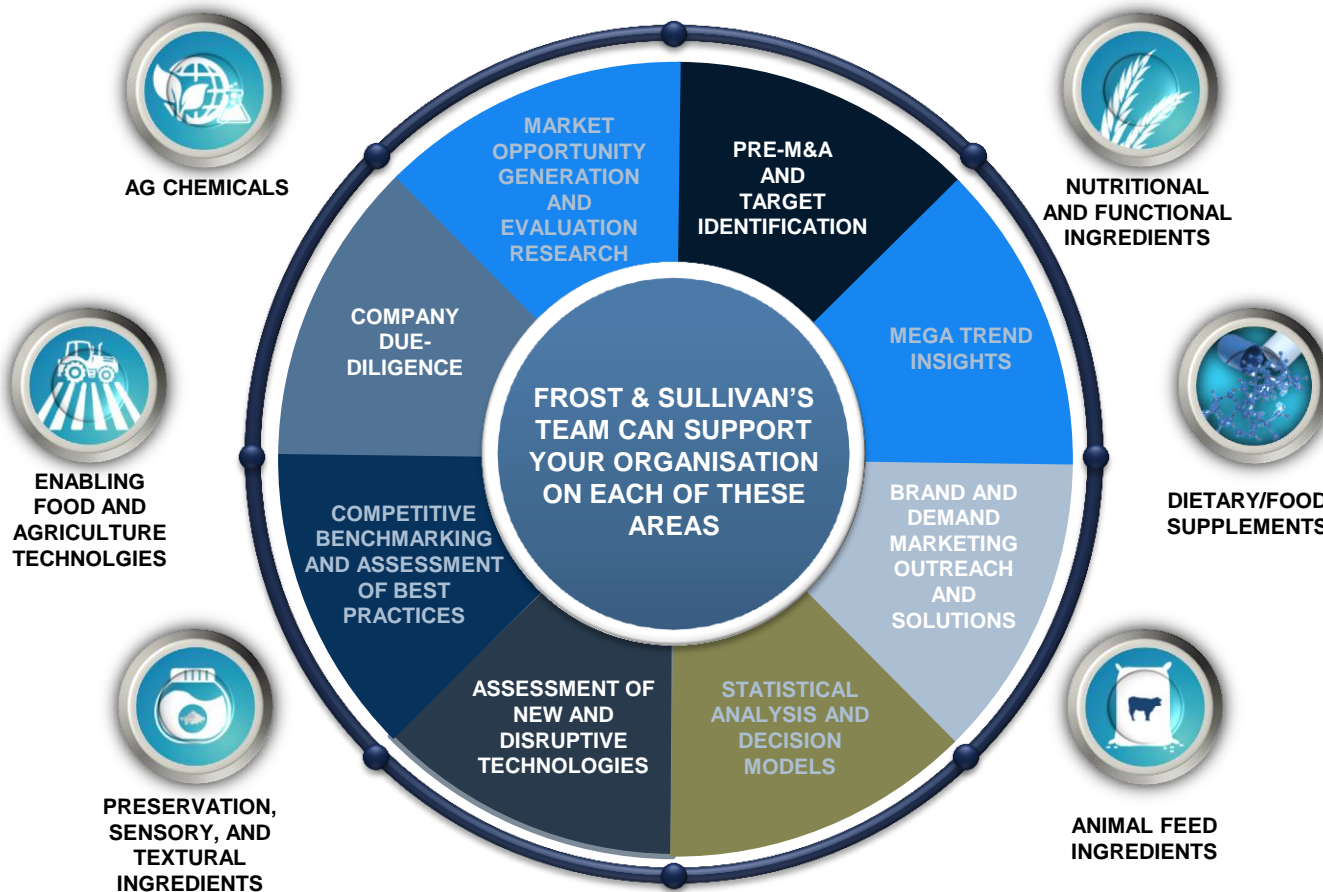 MARKET
OPPORTUNITY
GENERATION
AND
EVALUATION
RESEARCH
PRE-M&A
AND
TARGET
IDENTIFICATION
AG CHEMICALS
NUTRITIONAL
AND FUNCTIONAL
INGREDIENTS
COMPANY
DUE-
DILIGENCE
MEGA TREND
INSIGHTS
FROST & SULLIVAN’S
TEAM CAN SUPPORT
YOUR ORGANISATION
ON EACH OF THESE
AREAS
ENABLING
FOOD AND
AGRICULTURE
TECHNOLGIES
COMPETITIVE
BENCHMARKING
AND ASSESSMENT
OF BEST
PRACTICES
BRAND AND
DEMAND
MARKETING
OUTREACH
AND
SOLUTIONS
DIETARY/FOOD
SUPPLEMENTS
ASSESSMENT OF
NEW AND
DISRUPTIVE
TECHNOLOGIES
STATISTICAL
ANALYSIS AND
DECISION
MODELS
PRESERVATION,
SENSORY, AND
TEXTURAL
INGREDIENTS
ANIMAL FEED
INGREDIENTS